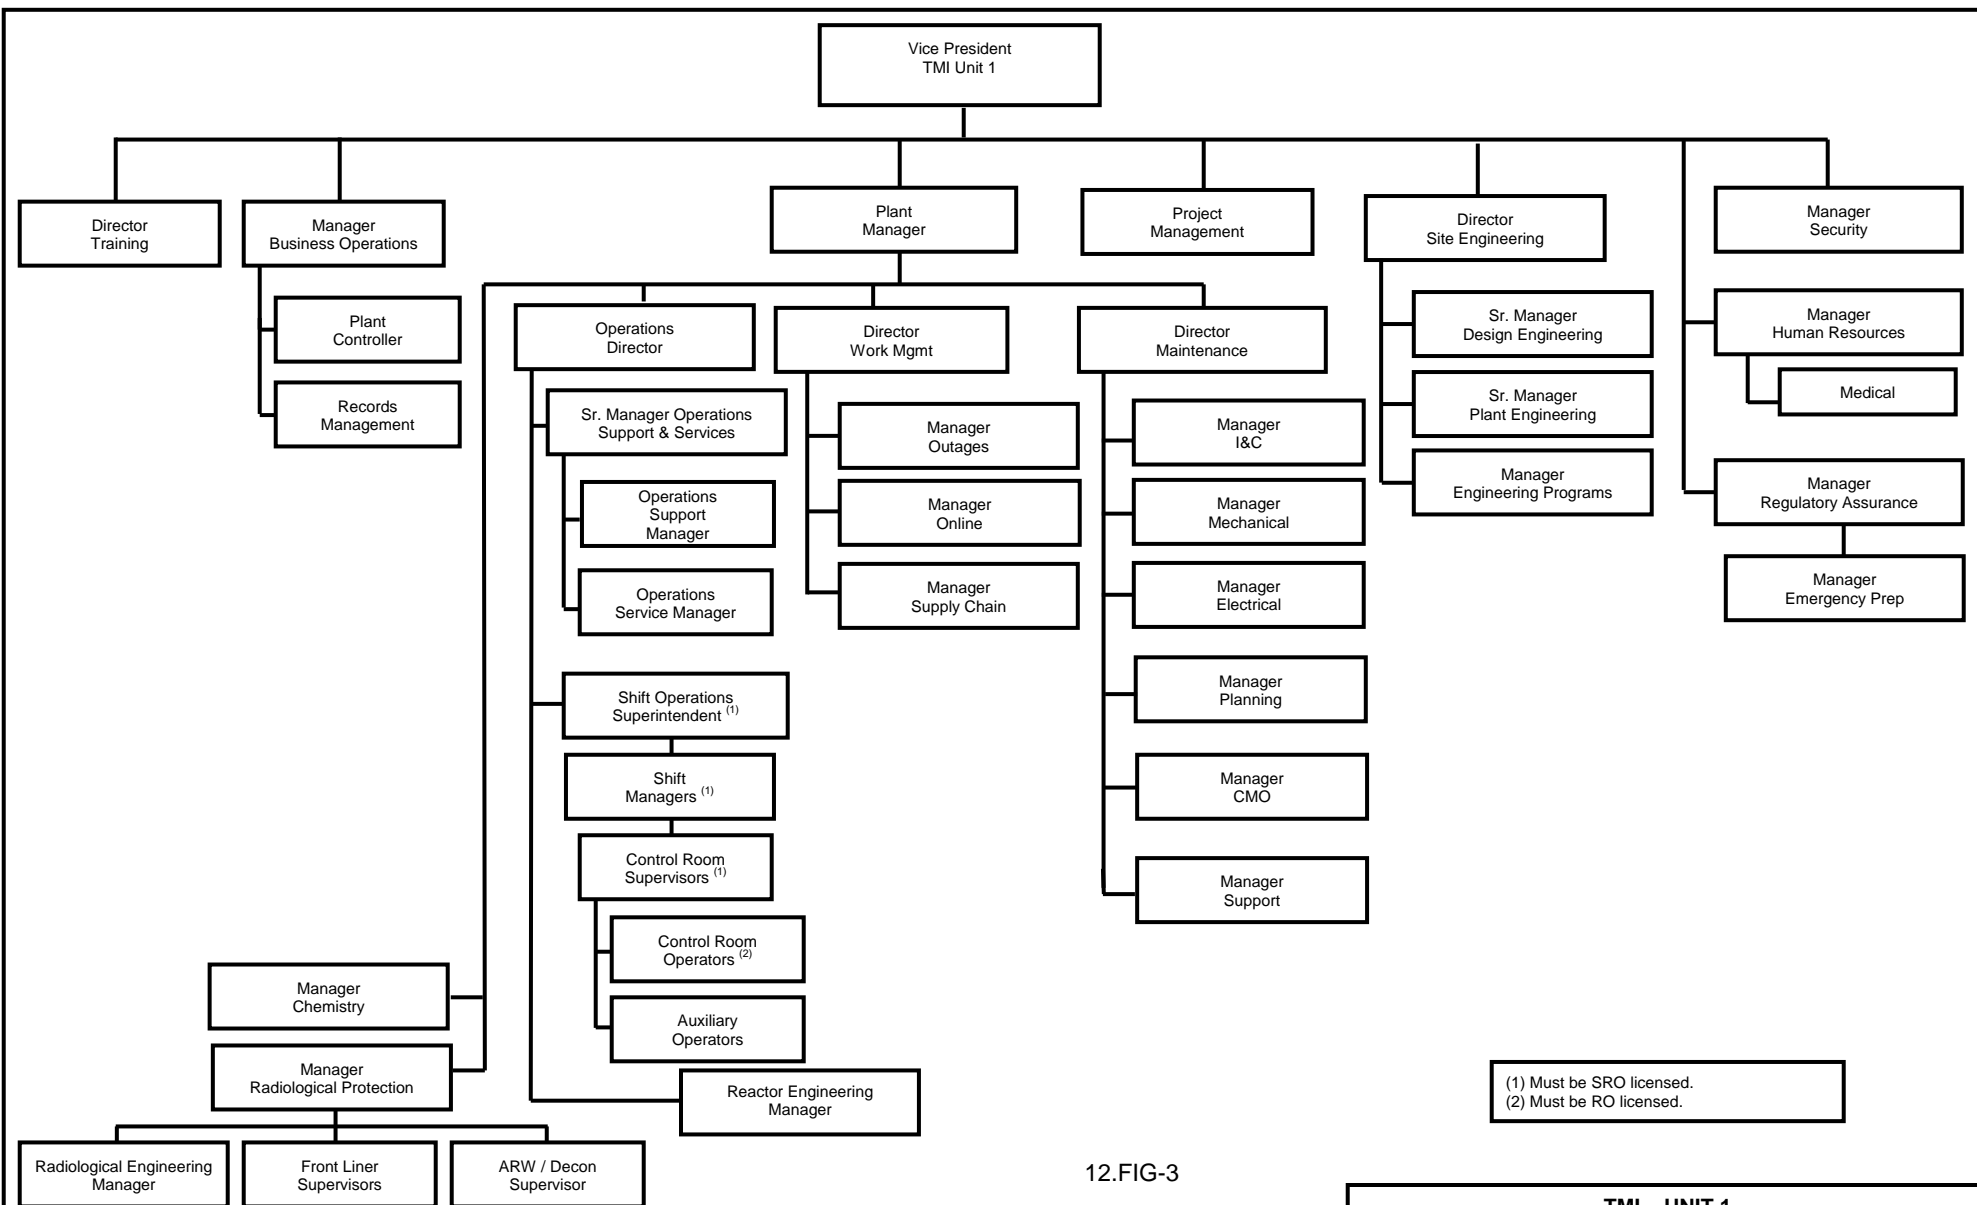 Vice President
TMI Unit 1
Director
Training
Manager
Business Operations
Plant
Manager
Project
Management
Director
Site Engineering
Manager
Security
Plant
Controller
Records
Management
Operations
Director
Director
Work Mgmt
Director
Maintenance
Sr. Manager
Design Engineering
Sr. Manager
Plant Engineering
Manager
Engineering Programs
Manager
Human Resources
Medical
Manager
Regulatory Assurance
Manager
Emergency Prep
Sr. Manager Operations
Support & Services
Operations
Support
Manager
Operations
Service Manager
Manager
Outages
Manager
Online
Manager
Supply Chain
Manager
I&C
Manager
Mechanical
Manager
Electrical
Manager
Planning
Manager
CMO
Manager
Support
Shift Operations
Superintendent (1)
Shift
Managers (1)
Control Room
Supervisors (1)
Control Room
Operators (2)
Auxiliary
Operators
Reactor Engineering
Manager
Manager
Chemistry
Manager
Radiological Protection
Radiological Engineering
Manager
Front Liner
Supervisors
ARW / Decon
Supervisor
(1) Must be SRO licensed.
(2) Must be RO licensed.
12.FIG-3
TMI - UNIT 1